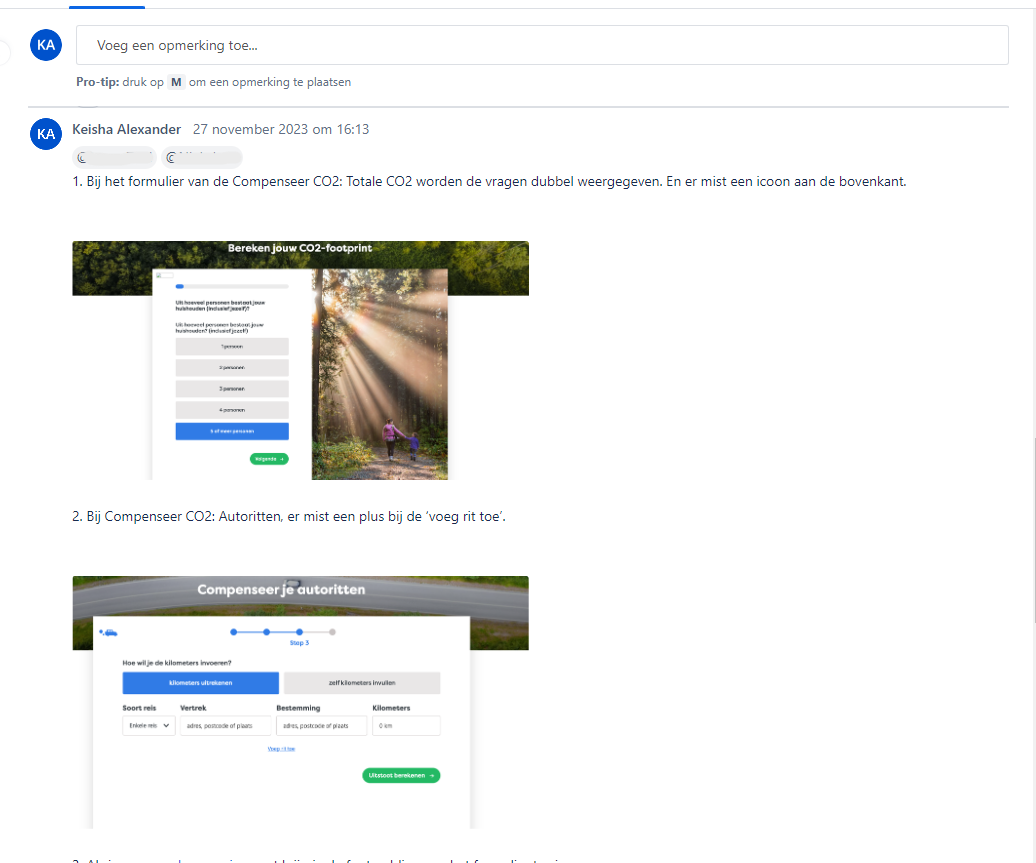 KA
Voeg een opmerking toe...
Pro-tip: druk op M om een opmerking te plaatsen
KA
Keisha Alexander 27 november 2023 om 16:13
1. Bij het formulier van de Compenseer CO2: Totale CO2 worden de vragen dubbel weergegeven. En er mist een icoon aan de bovenkant.
Bereken jouw CO2-footprint
Uit hoeveel personen bestaat jouw
huishouden (inclusief jezelf)?
Uit hoeveel personen bestaat jouw
huishouden? (inclusief jezelf)
1 persoon
2 personen
3 personen
4 personen
5 of meer personen
Volgende →
2. Bij Compenseer CO2: Autoritten, er mist een plus bij de ‘voeg rit toe’.
Compenseer je autoritten
Stap 3
Hoe wil je de kilometers invoeren?
kilometers uitrekenen zelf kilometers invullen
Soort reis Vertrek Bestemming Kilometers
Enkele reis adres, postcode of plaats adres, postcode of plaats 0 km
Voeg rit toe
Uitstoot berekenen →